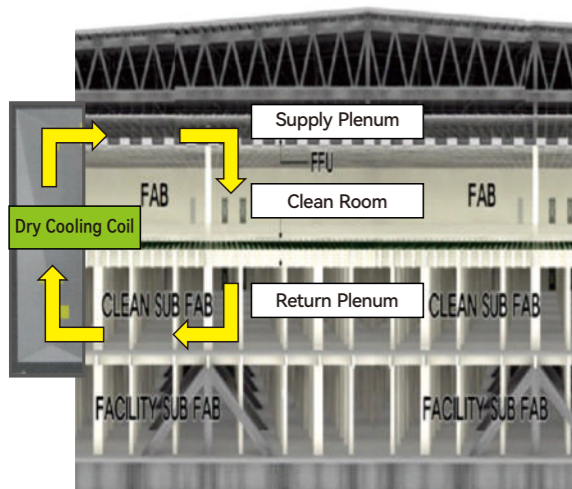 Supply Plenum
FFU
FAB
Clean Room
FAB
Dry Cooling Coil
Return Plenum
CLEAN SUB FAB
CLEAN SUB FAB
FACILITY SUB FAB
FACILITY SUB FAB